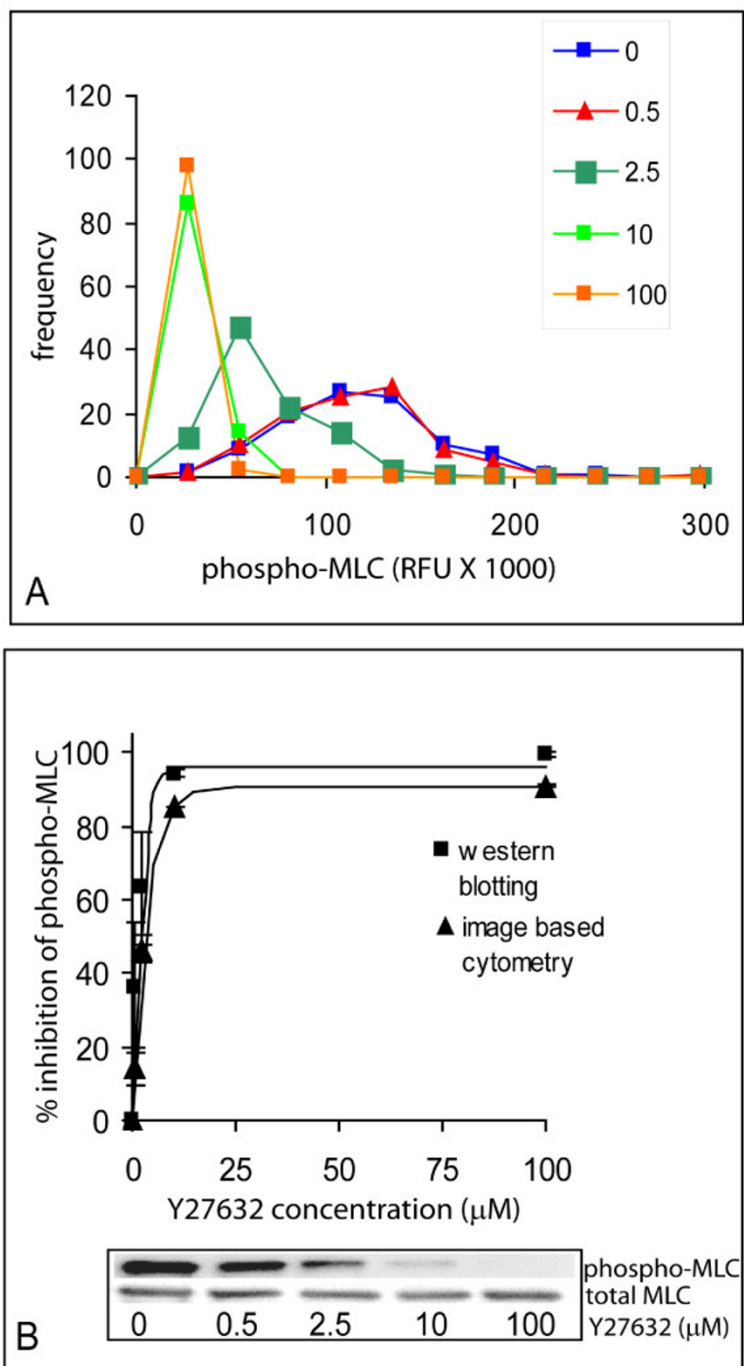 0
0.5
2.5
10
100
120
100
80
60
40
20
0
frequency
0 100 200 300
phospho-MLC (RFU X 1000)
A
100
80
60
40
20
0
% inhibition of phospho-MLC
w estern
blotting
image based
cytometry
0 25 50 75 100
Y27632 concentration (μM)
phospho-MLC
total MLC
0 0.5 2.5 10 100 Y27632 (μM)
B